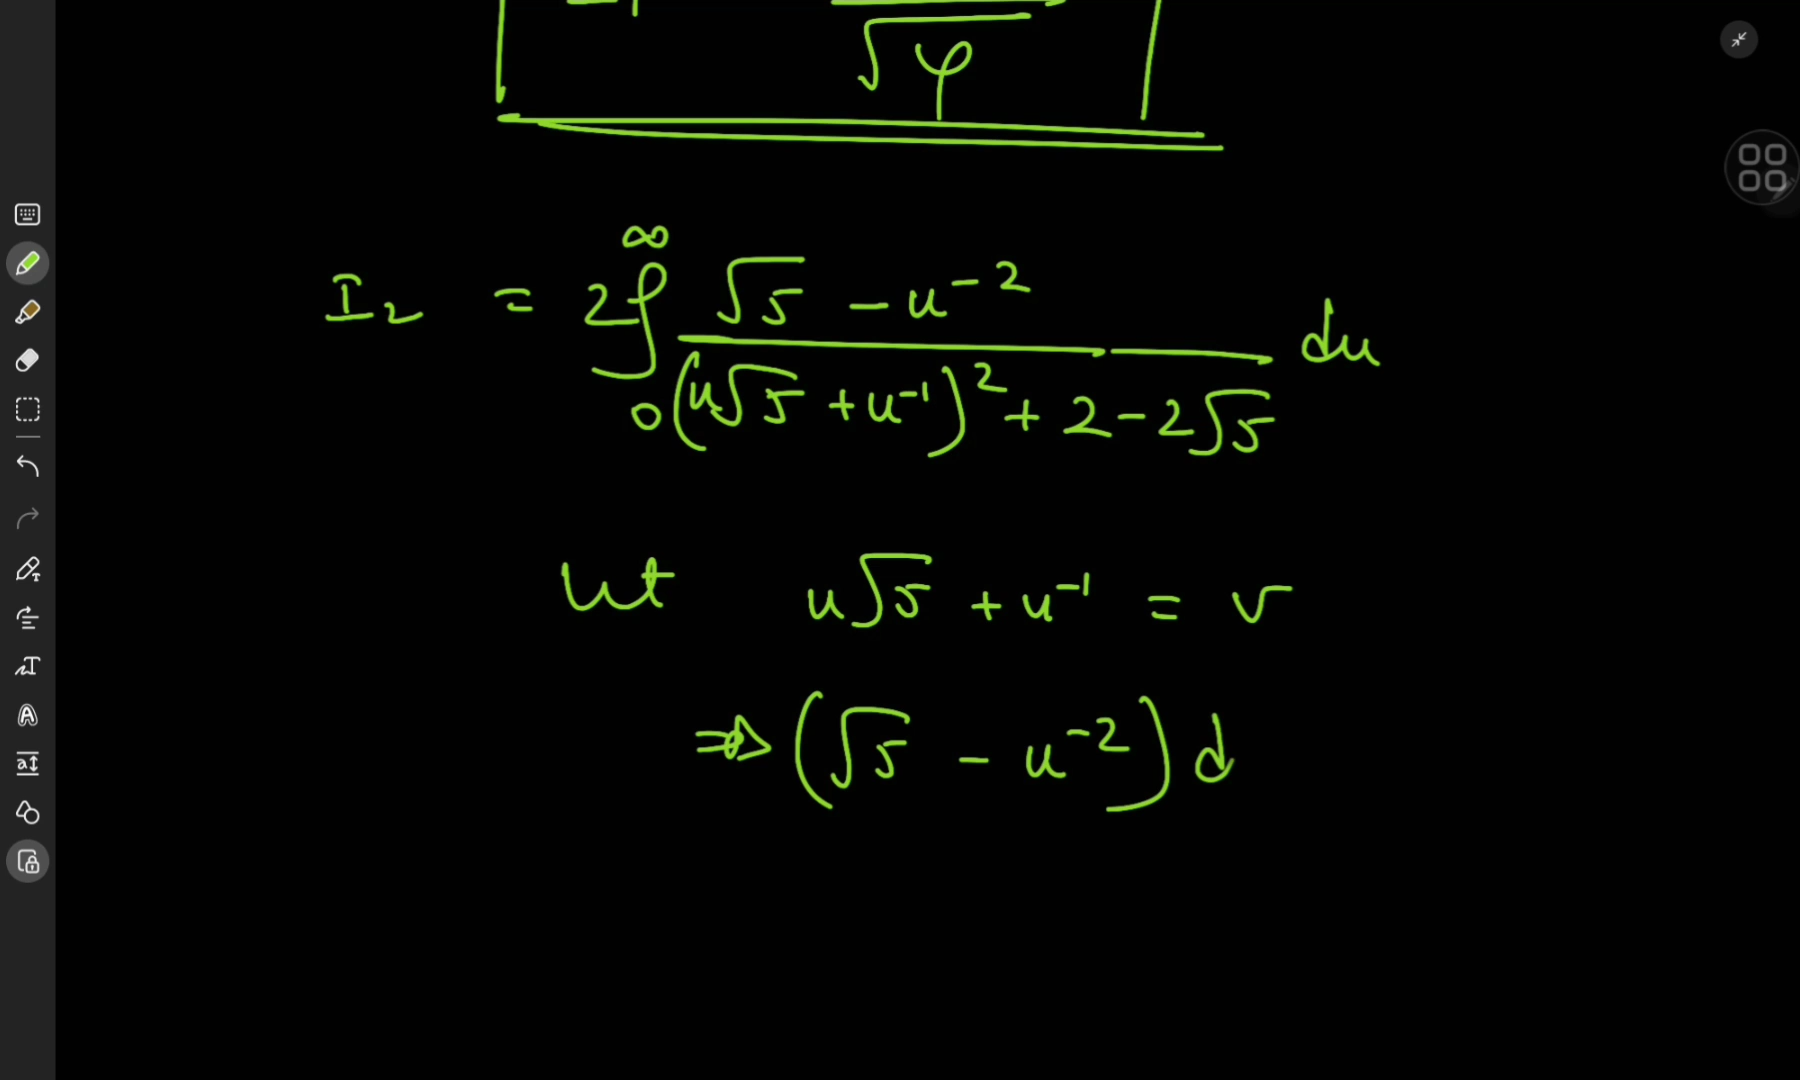 √φ
I₂ = 2∫₀^∞ (√5 - u⁻²) / ((u√5 + u⁻¹)² + 2 - 2√5) du
let u√5 + u⁻¹ = v
⇒ (√5 - u⁻²) d